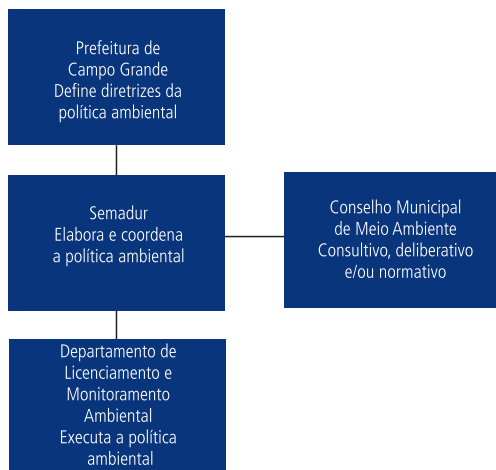 Prefeitura de
Campo Grande
Define diretrizes da
política ambiental
Semadur
Elabora e coordena
a política ambiental
Conselho Municipal
de Meio Ambiente
Consultivo, deliberativo
e/ou normativo
Departamento de
Licenciamento e
Monitoramento
Ambiental
Executa a política
ambiental